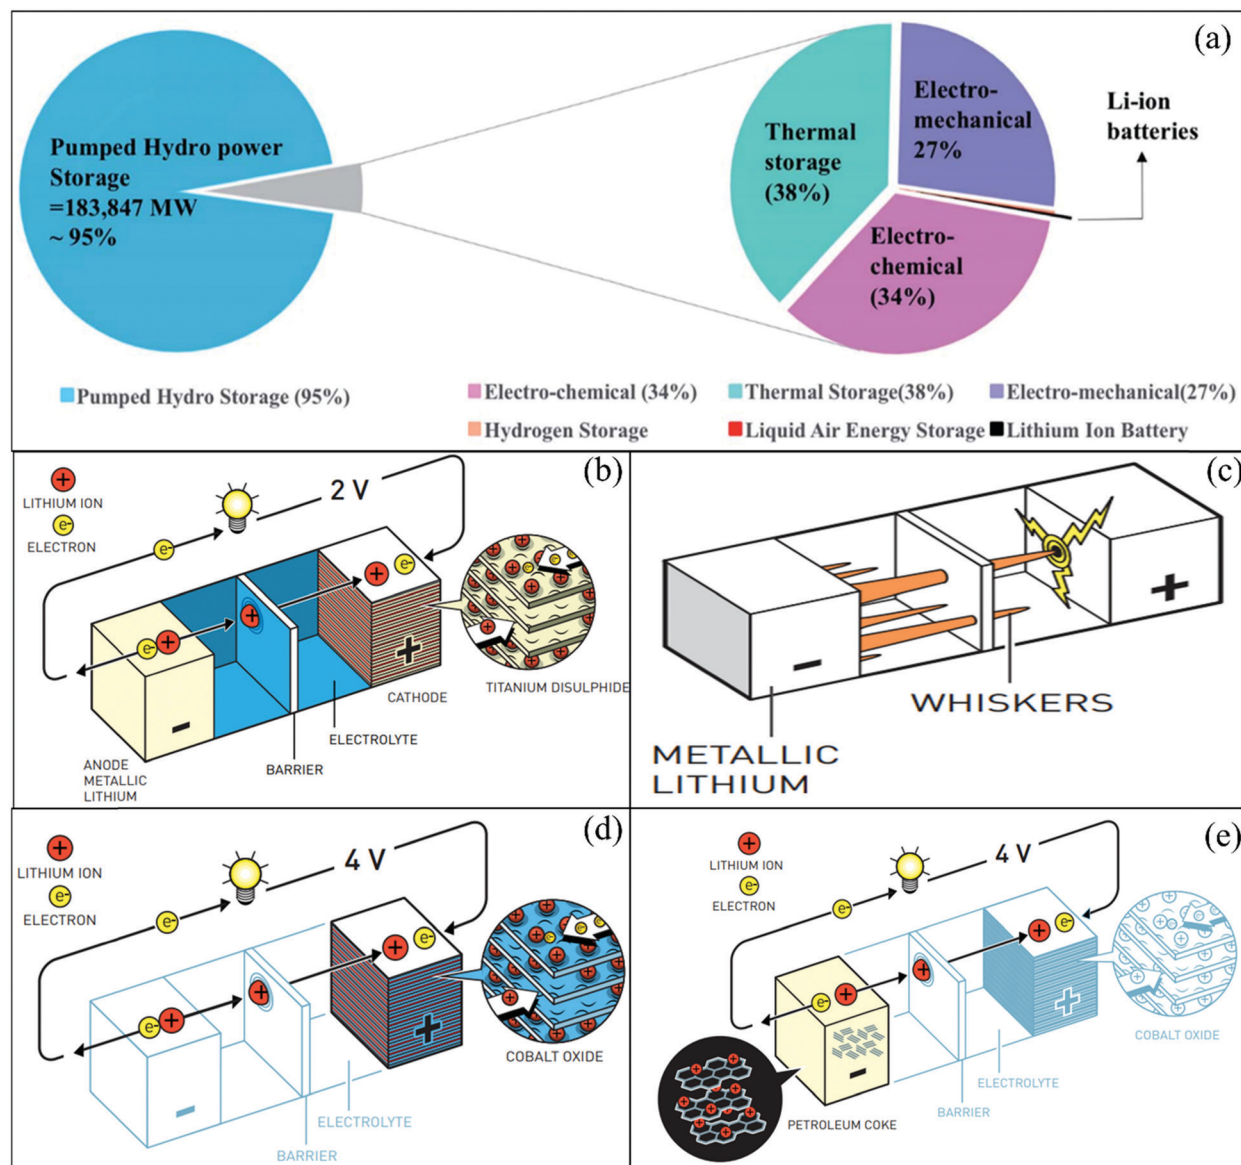 (a)
Pumped Hydro power
Storage
=183,847 MW
~ 95%
Thermal
storage
(38%)
Electro-
mechanical
27%
Electro-
chemical
(34%)
Li-ion
batteries
Pumped Hydro Storage (95%)
Electro-chemical (34%)
Thermal Storage(38%)
Electro-mechanical(27%)
Hydrogen Storage
Liquid Air Energy Storage
Lithium Ion Battery
(b)
+
LITHIUM ION
e-
ELECTRON
2 V
e-
+
e-
e-
+
+
-
+
TITANIUM DISULPHIDE
CATHODE
ELECTROLYTE
BARRIER
ANODE
METALLIC
LITHIUM
(c)
-
+
WHISKERS
METALLIC
LITHIUM
(d)
+
LITHIUM ION
e-
ELECTRON
4 V
e-
+
e-
e-
+
+
-
+
COBALT OXIDE
ELECTROLYTE
BARRIER
(e)
+
LITHIUM ION
e-
ELECTRON
4 V
e-
+
e-
e-
+
+
-
+
COBALT OXIDE
ELECTROLYTE
BARRIER
PETROLEUM COKE